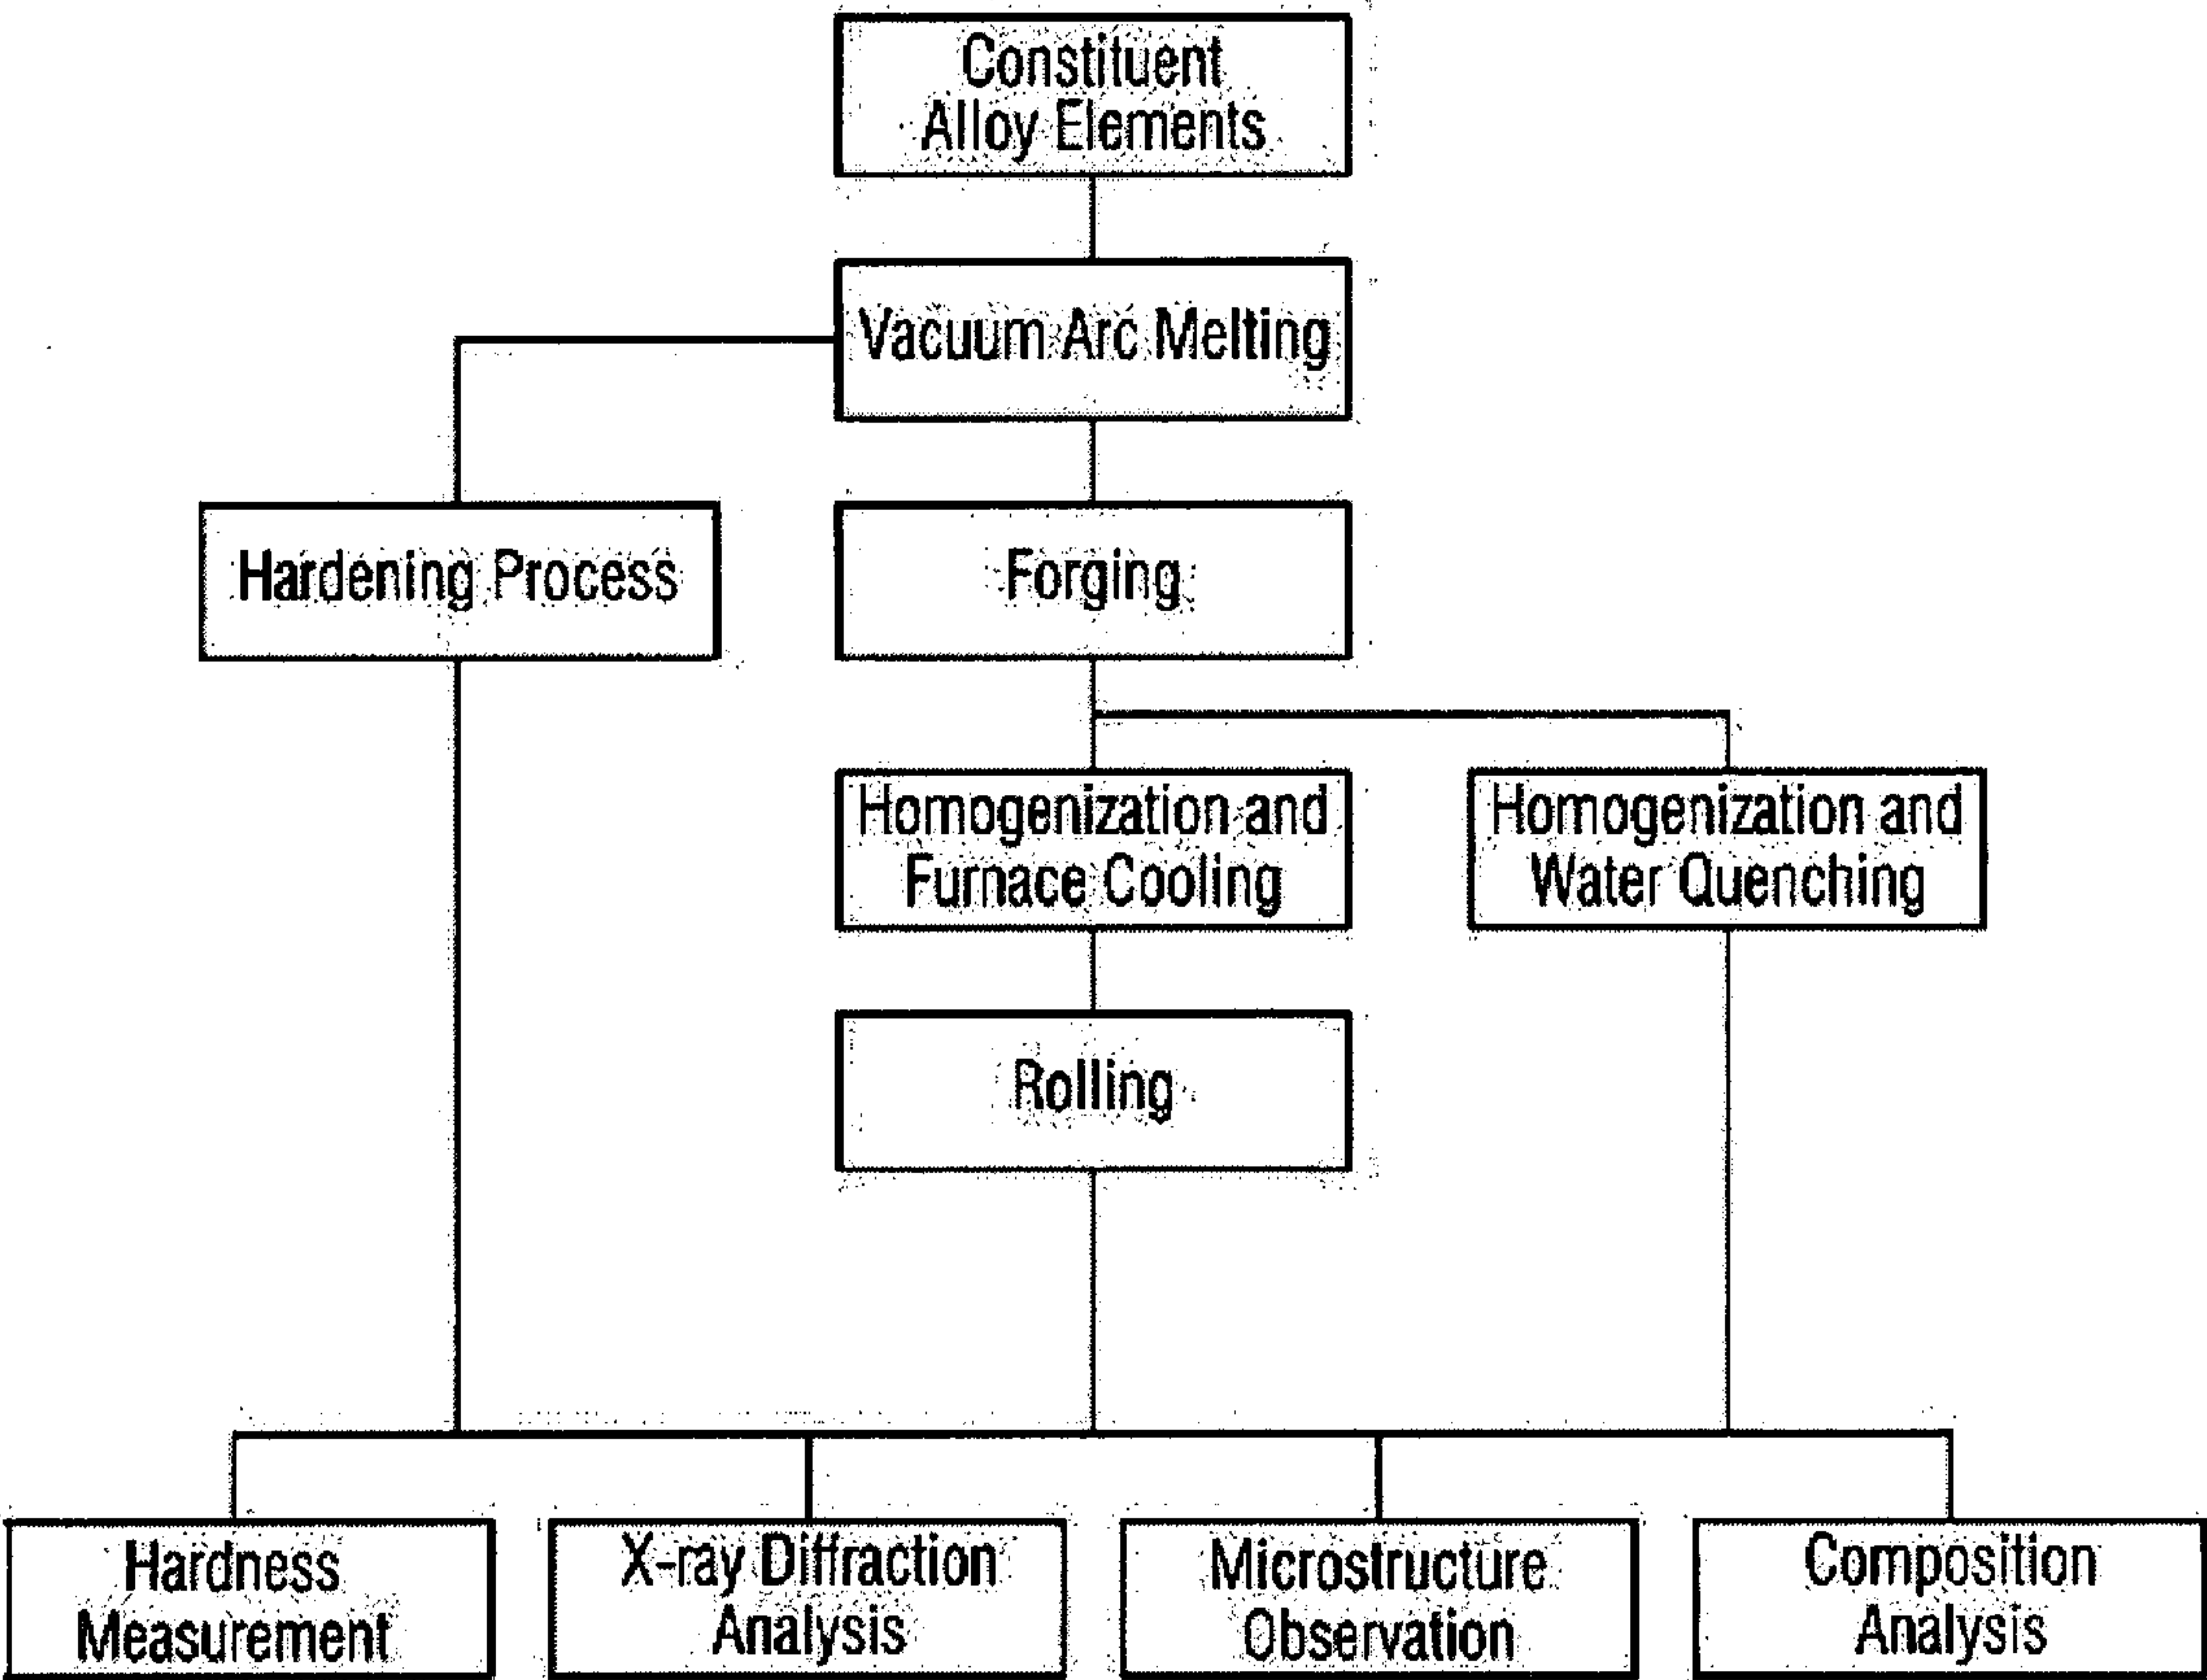 Constituent
Alloy Elements
Vacuum Arc Melting
Hardening Process
Forging
Homogenization and
Furnace Cooling
Homogenization and
Water Quenching
Rolling
Hardness
Measurement
X-ray Diffraction
Analysis
Microstructure
Observation
Composition
Analysis